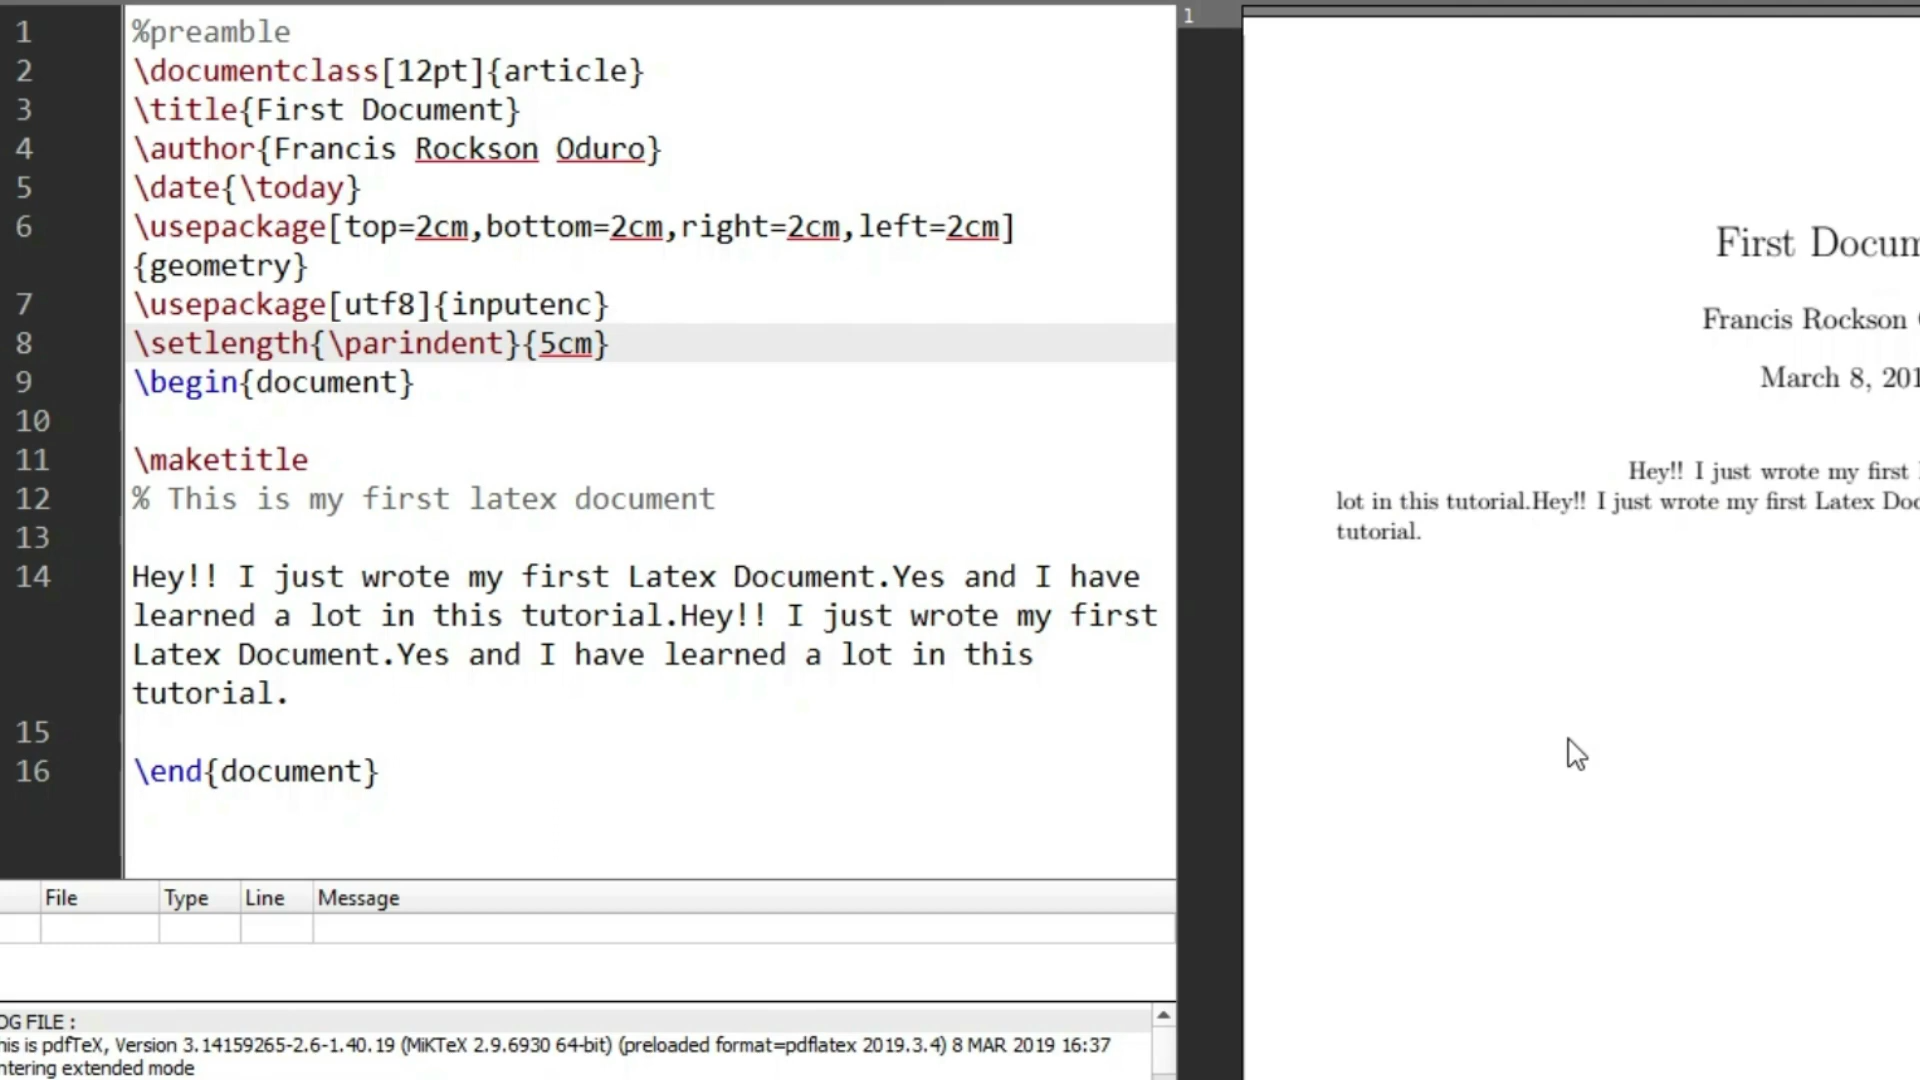 1 %preamble
2 \documentclass[12pt]{article}
3 \title{First Document}
4 \author{Francis Rockson Oduro}
5 \date{\today}
6 \usepackage[top=2cm,bottom=2cm,right=2cm,left=2cm]
{geometry}
7 \usepackage[utf8]{inputenc}
8 \setlength{\parindent}{5cm}
9 \begin{document}
10
11 \maketitle
12 % This is my first latex document
13
14 Hey!! I just wrote my first Latex Document.Yes and I have
learned a lot in this tutorial.Hey!! I just wrote my first
Latex Document.Yes and I have learned a lot in this
tutorial.
15
16 \end{document}
File Type Line Message
OG FILE :
his is pdfTeX, Version 3.14159265-2.6-1.40.19 (MiKTeX 2.9.6930 64-bit) (preloaded format=pdflatex 2019.3.4) 8 MAR 2019 16:37
ntering extended mode
1
First Docum
Francis Rockson
March 8, 201
Hey!! I just wrote my first
lot in this tutorial.Hey!! I just wrote my first Latex Doc
tutorial.